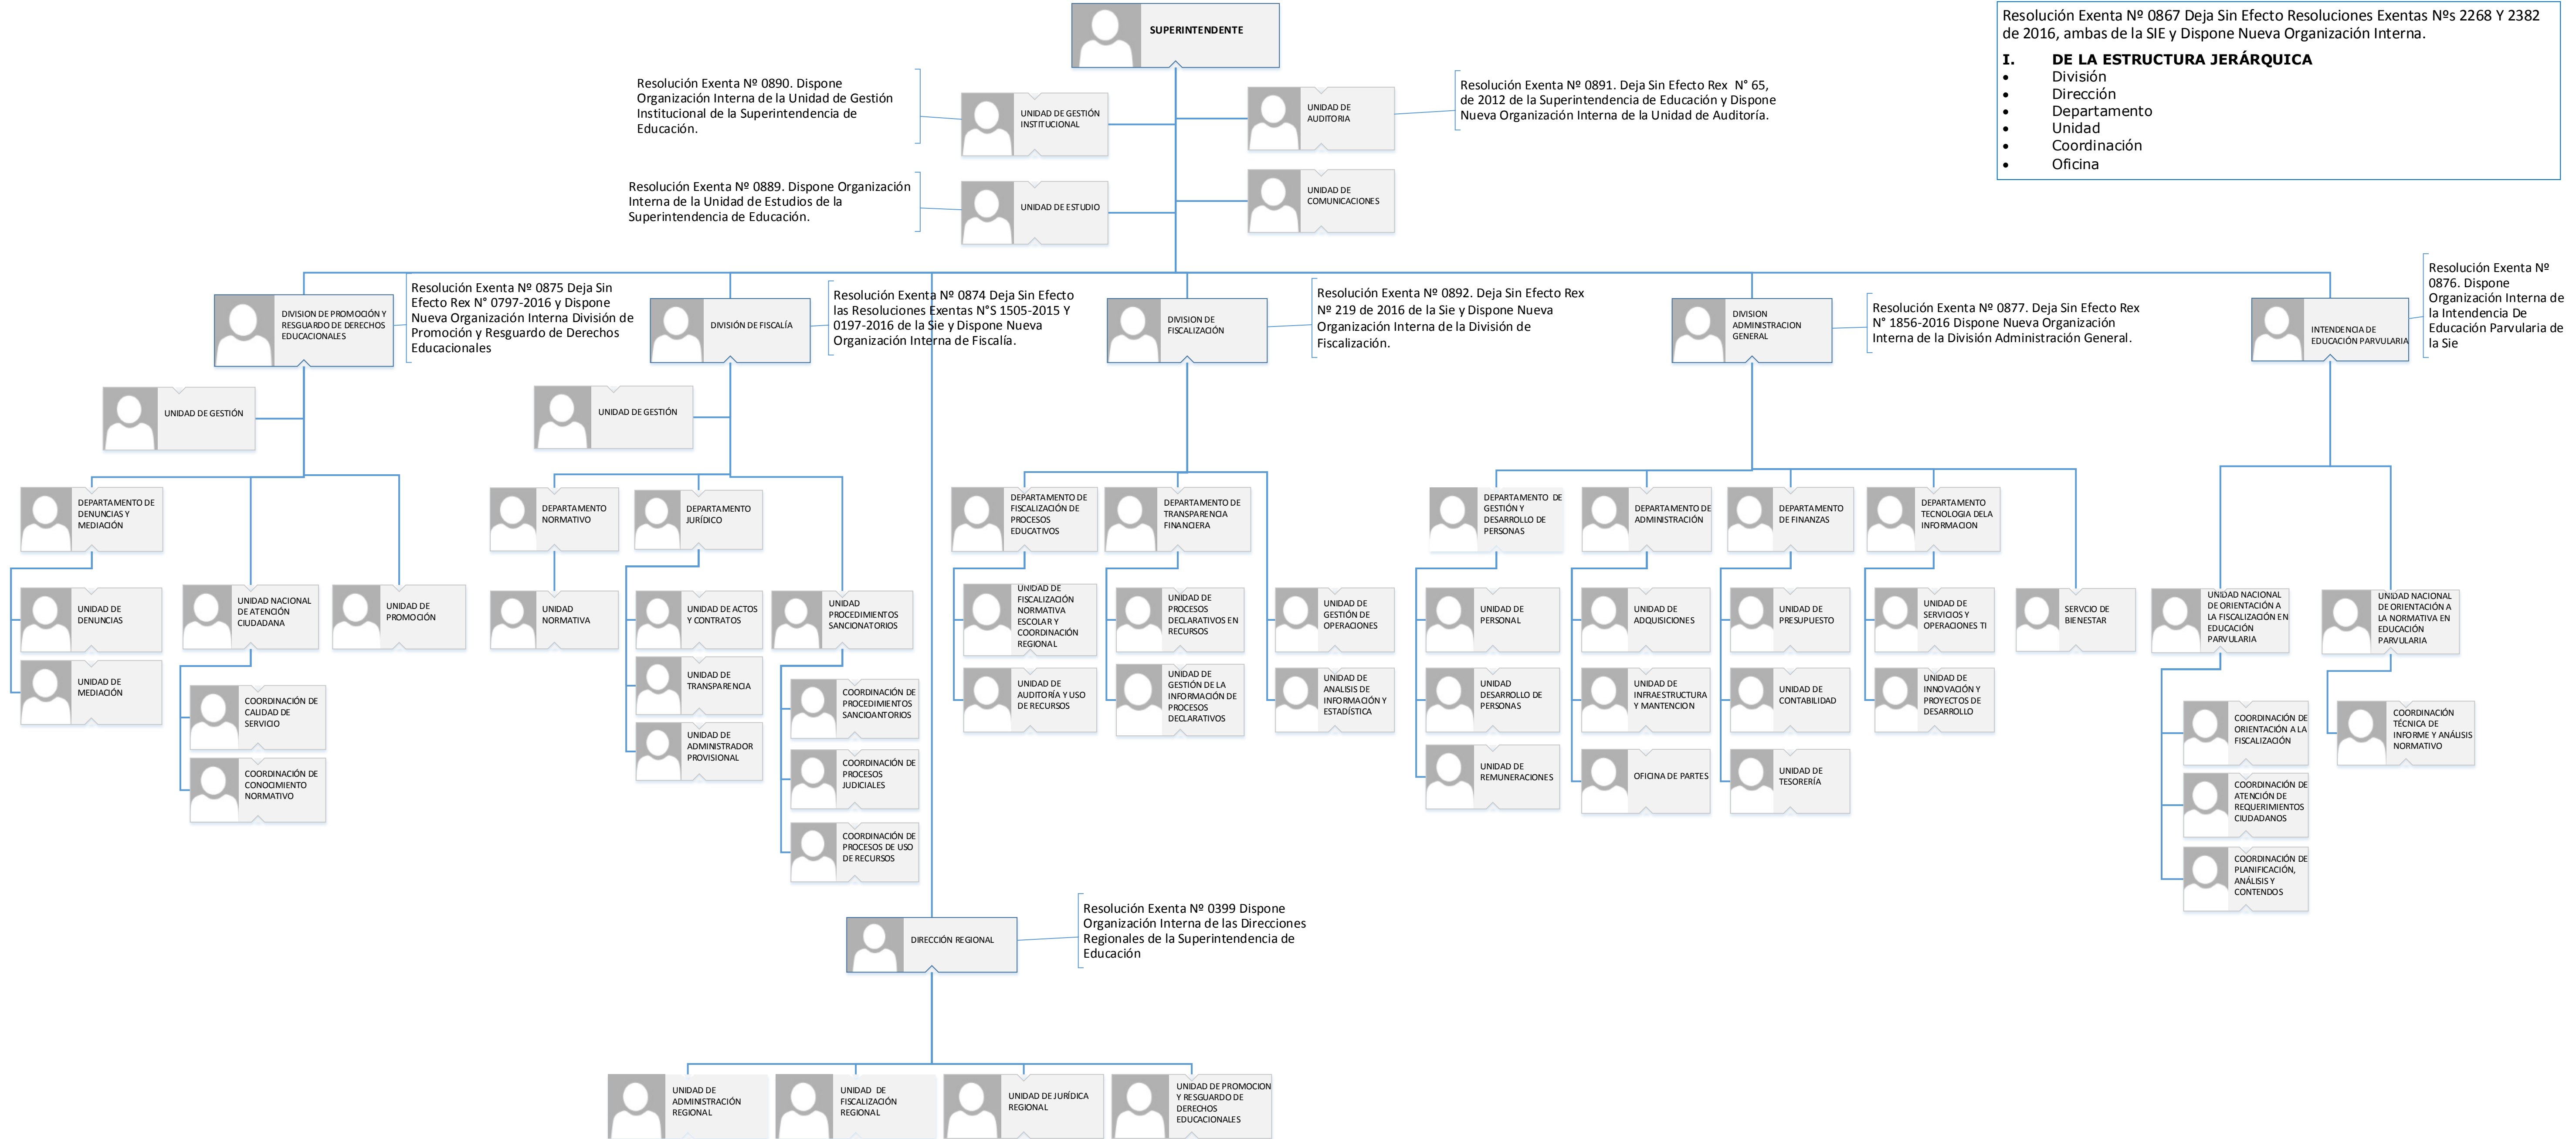 SUPERINTENDENTE
Resolución Exenta Nº 0867 Deja Sin Efecto Resoluciones Exentas Nºs 2268 Y 2382
de 2016, ambas de la SIE y Dispone Nueva Organización Interna.
I. DE LA ESTRUCTURA JERÁRQUICA
• División
• Dirección
• Departamento
• Unidad
• Coordinación
• Oficina
Resolución Exenta Nº 0890. Dispone
Organización Interna de la Unidad de Gestión
Institucional de la Superintendencia de
Educación.
UNIDAD DE GESTIÓN
INSTITUCIONAL
UNIDAD DE
AUDITORIA
Resolución Exenta Nº 0891. Deja Sin Efecto Rex N° 65,
de 2012 de la Superintendencia de Educación y Dispone
Nueva Organización Interna de la Unidad de Auditoría.
Resolución Exenta Nº 0889. Dispone Organización
Interna de la Unidad de Estudios de la
Superintendencia de Educación.
UNIDAD DE ESTUDIO
UNIDAD DE
COMUNICACIONES
DIVISION DE PROMOCIÓN Y
RESGUARDO DE DERECHOS
EDUCACIONALES
Resolución Exenta Nº 0875 Deja Sin
Efecto Rex N° 0797-2016 y Dispone
Nueva Organización Interna División de
Promoción y Resguardo de Derechos
Educacionales
DIVISIÓN DE FISCALÍA
Resolución Exenta Nº 0874 Deja Sin Efecto
las Resoluciones Exentas N°S 1505-2015 Y
0197-2016 de la Sie y Dispone Nueva
Organización Interna de Fiscalía.
DIVISION DE
FISCALIZACIÓN
Resolución Exenta Nº 0892. Deja Sin Efecto Rex
Nº 219 de 2016 de la Sie y Dispone Nueva
Organización Interna de la División de
Fiscalización.
DIVISION
ADMINISTRACION
GENERAL
Resolución Exenta Nº 0877. Deja Sin Efecto Rex
N° 1856-2016 Dispone Nueva Organización
Interna de la División Administración General.
INTENDENCIA DE
EDUCACIÓN PARVULARIA
Resolución Exenta Nº
0876. Dispone
Organización Interna de
la Intendencia De
Educación Parvularia de
la Sie
UNIDAD DE GESTIÓN
UNIDAD DE GESTIÓN
DEPARTAMENTO DE
DENUNCIAS Y
MEDIACIÓN
DEPARTAMENTO
NORMATIVO
DEPARTAMENTO
JURÍDICO
DEPARTAMENTO DE
FISCALIZACIÓN DE
PROCESOS
EDUCATIVOS
DEPARTAMENTO DE
TRANSPARENCIA
FINANCIERA
DEPARTAMENTO DE
GESTIÓN Y
DESARROLLO DE
PERSONAS
DEPARTAMENTO DE
ADMINISTRACIÓN
DEPARTAMENTO
DE FINANZAS
DEPARTAMENTO
TECNOLOGIA DELA
INFORMACION
UNIDAD DE
DENUNCIAS
UNIDAD NACIONAL
DE ATENCIÓN
CIUDADANA
UNIDAD DE
PROMOCIÓN
UNIDAD
NORMATIVA
UNIDAD DE ACTOS
Y CONTRATOS
UNIDAD
PROCEDIMIENTOS
SANCIONATORIOS
UNIDAD DE
FISCALIZACIÓN
NORMATIVA
ESCOLAR Y
COORDINACIÓN
REGIONAL
UNIDAD DE
PROCESOS
DECLARATIVOS EN
RECURSOS
UNIDAD DE
GESTIÓN DE
OPERACIONES
UNIDAD DE
PERSONAL
UNIDAD DE
ADQUISICIONES
UNIDAD DE
PRESUPUESTO
UNIDAD DE
SERVICIOS Y
OPERACIONES TI
SERVCIO DE
BIENESTAR
UNIDAD NACIONAL
DE ORIENTACIÓN A
LA FISCALIZACIÓN EN
EDUCACIÓN
PARVULARIA
UNIDAD NACIONAL
DE ORIENTACIÓN A
LA NORMATIVA EN
EDUCACIÓN
PARVULARIA
UNIDAD DE
MEDIACIÓN
COORDINACIÓN DE
CALIDAD DE
SERVICIO
COORDINACIÓN DE
CONOCIMIENTO
NORMATIVO
UNIDAD DE
TRANSPARENCIA
UNIDAD DE
ADMINISTRADOR
PROVISIONAL
COORDINACIÓN DE
PROCEDIMIENTOS
SANCIOANTORIOS
COORDINACIÓN DE
PROCESOS
JUDICIALES
COORDINACIÓN DE
PROCESOS DE USO
DE RECURSOS
UNIDAD DE
AUDITORÍA Y USO
DE RECURSOS
UNIDAD DE
GESTIÓN DE LA
INFORMACIÓN DE
PROCESOS
DECLARATIVOS
UNIDAD DE
ANALISIS DE
INFORMACIÓN Y
ESTADÍSTICA
UNIDAD
DESARROLLO DE
PERSONAS
UNIDAD DE
INFRAESTRUCTURA
Y MANTENCION
UNIDAD DE
CONTABILIDAD
UNIDAD DE
INNOVACIÓN Y
PROYECTOS DE
DESARROLLO
UNIDAD DE
REMUNERACIONES
OFICINA DE PARTES
UNIDAD DE
TESORERÍA
COORDINACIÓN DE
ORIENTACIÓN A LA
FISCALIZACIÓN
COORDINACIÓN
TÉCNICA DE
INFORME Y ANÁLISIS
NORMATIVO
COORDINACIÓN DE
ATENCIÓN DE
REQUERIMIENTOS
CIUDADANOS
COORDINACIÓN DE
PLANIFICACIÓN,
ANÁLISIS Y
CONTENDOS
DIRECCIÓN REGIONAL
Resolución Exenta Nº 0399 Dispone
Organización Interna de las Direcciones
Regionales de la Superintendencia de
Educación
UNIDAD DE
ADMINISTRACIÓN
REGIONAL
UNIDAD DE
FISCALIZACIÓN
REGIONAL
UNIDAD DE JURÍDICA
REGIONAL
UNIDAD DE PROMOCION
Y RESGUARDO DE
DERECHOS
EDUCACIONALES